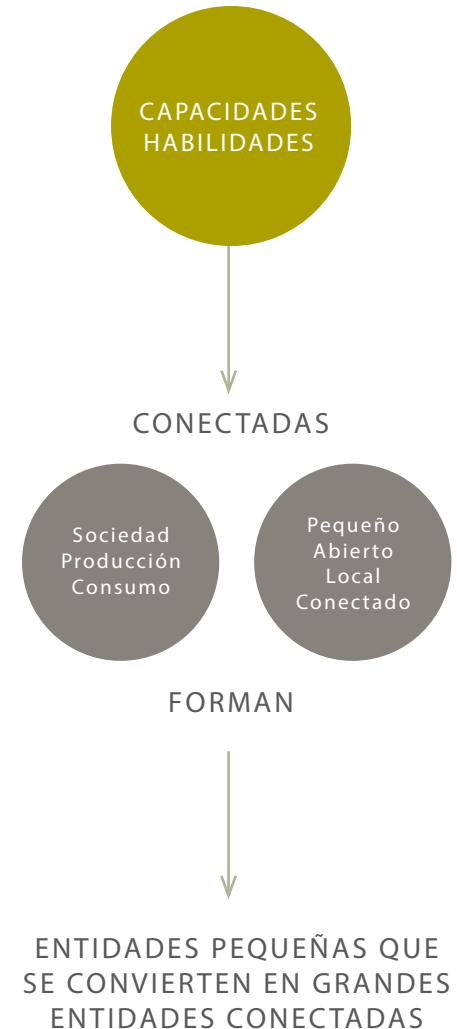 CAPACIDADES
HABILIDADES
CONECTADAS
Sociedad
Producción
Consumo
Pequeño
Abierto
Local
Conectado
FORMAN
ENTIDADES PEQUEÑAS QUE
SE CONVIERTEN EN GRANDES
ENTIDADES CONECTADAS